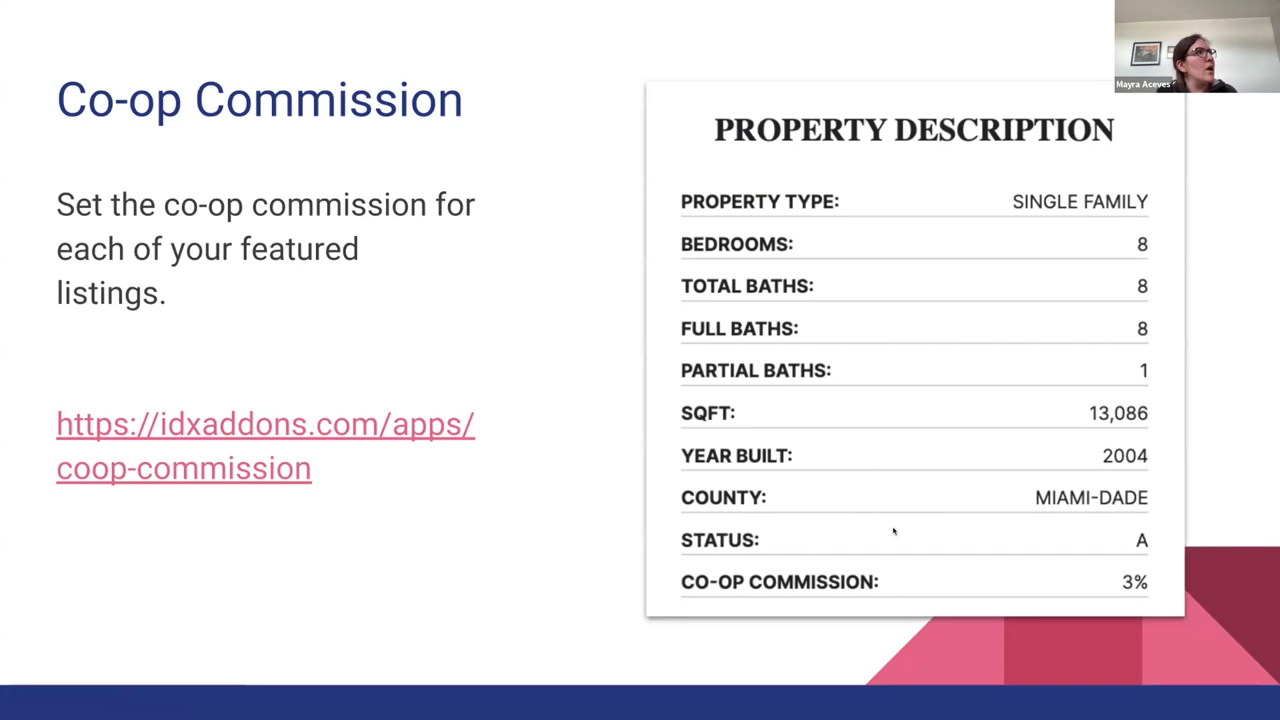 Co-op Commission
Set the co-op commission for
each of your featured
listings.
https://idxaddons.com/apps/
coop-commission
PROPERTY DESCRIPTION
PROPERTY TYPE: SINGLE FAMILY
BEDROOMS: 8
TOTAL BATHS: 8
FULL BATHS: 8
PARTIAL BATHS: 1
SQFT: 13,086
YEAR BUILT: 2004
COUNTY: MIAMI-DADE
STATUS: A
CO-OP COMMISSION: 3%
Mayra Aceves